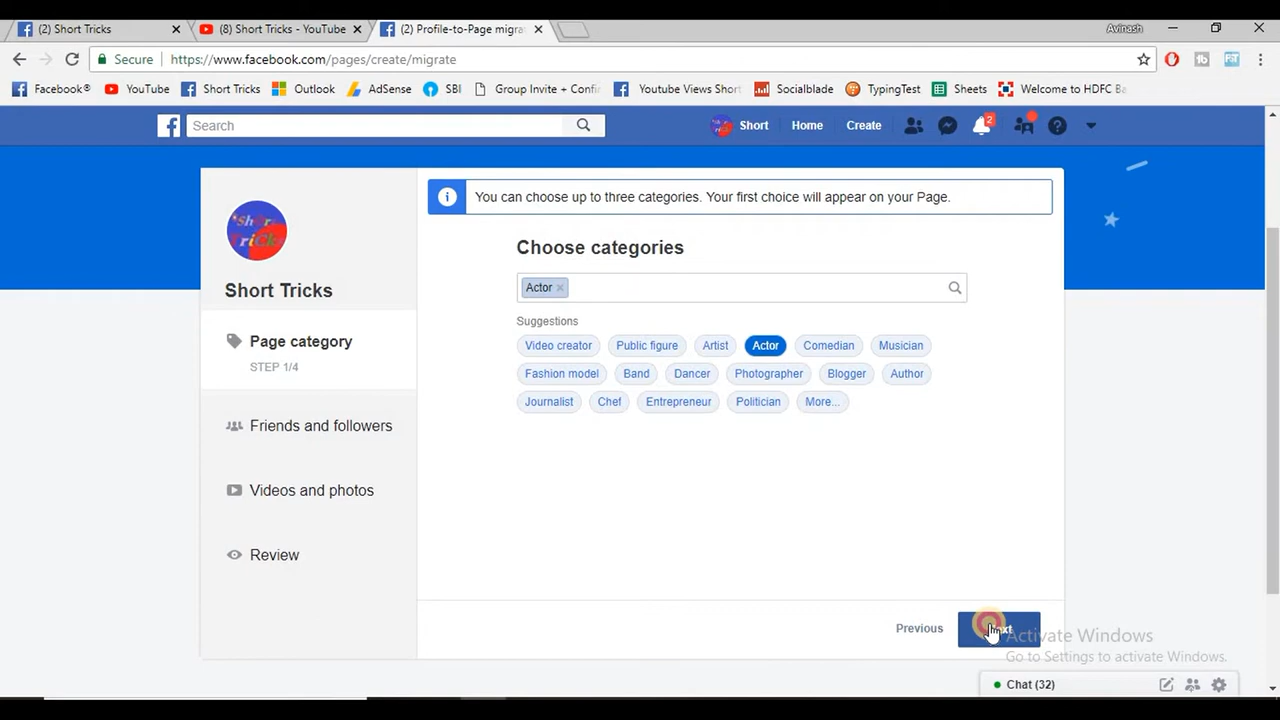 (2) Short Tricks
(8) Short Tricks - YouTube
(2) Profile-to-Page migra
Avinash
Secure
https://www.facebook.com/pages/create/migrate
Facebook®
YouTube
Short Tricks
Outlook
AdSense
SBI
Group Invite + Confir
Youtube Views Short
Socialblade
TypingTest
Sheets
Welcome to HDFC Ba
Search
Short
Home
Create
2
You can choose up to three categories. Your first choice will appear on your Page.
Short Tricks
Choose categories
Actor
Suggestions
Video creator
Public figure
Artist
Actor
Comedian
Musician
Fashion model
Band
Dancer
Photographer
Blogger
Author
Journalist
Chef
Entrepreneur
Politician
More...
Page category
STEP 1/4
Friends and followers
Videos and photos
Review
Previous
Activate Windows
Go to Settings to activate Windows.
Chat (32)